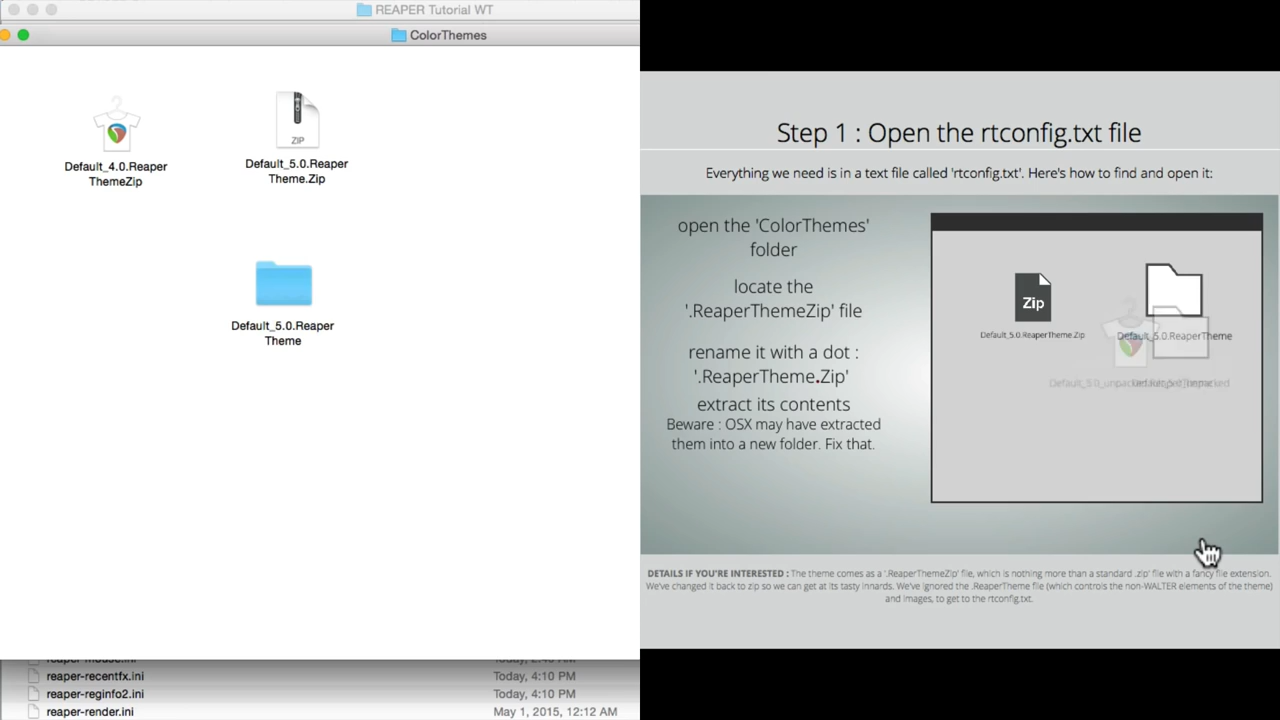 REAPER Tutorial WT
ColorThemes
Default_4.0.Reaper
ThemeZip
Default_5.0.Reaper
Theme.Zip
Default_5.0.Reaper
Theme
Today, 4:10 PM
reaper-recentfx.ini
Today, 4:10 PM
reaper-reginfo2.ini
reaper-render.ini
May 1, 2015, 12:12 AM
Step 1 : Open the rtconfig.txt file
Everything we need is in a text file called 'rtconfig.txt'. Here's how to find and open it:
open the 'ColorThemes'
folder
locate the
'.ReaperThemeZip' file
rename it with a dot :
'.ReaperTheme.Zip'
extract its contents
Beware : OSX may have extracted
them into a new folder. Fix that.
Zip
Default_5.0.ReaperTheme.Zip
Default_5.0.ReaperTheme
DETAILS IF YOU'RE INTERESTED : The theme comes as a '.ReaperThemeZip' file, which is nothing more than a standard .zip' file with a fancy file extension.
We've changed it back to zip so we can get at its tasty innards. We've ignored the .ReaperTheme file (which controls the non-WALTER elements of the theme)
and images, to get to the rtconfig.txt.